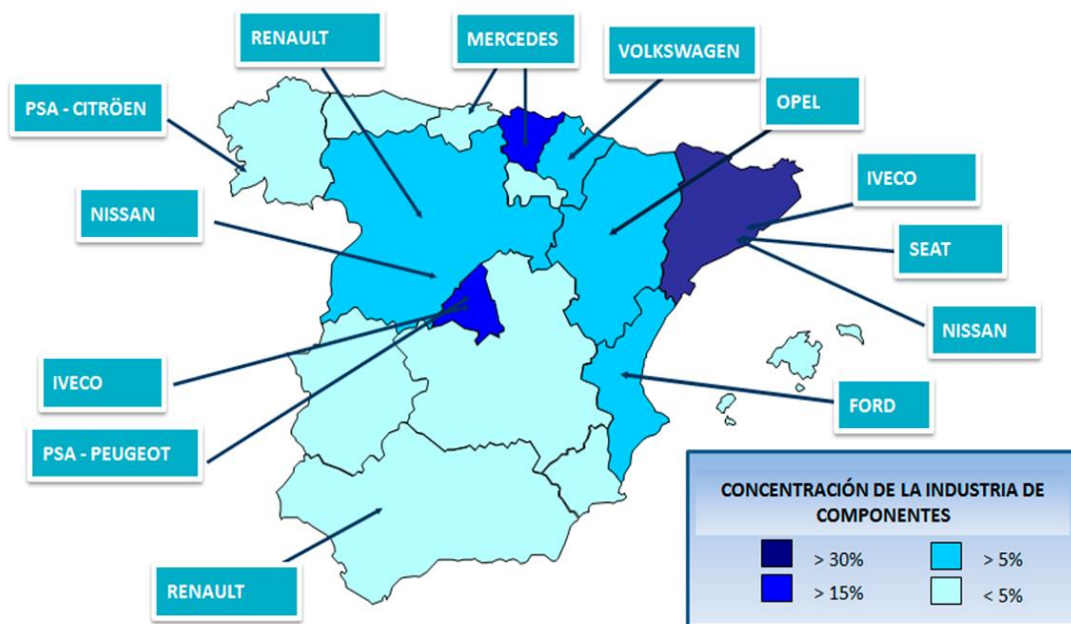 RENAULT
MERCEDES
VOLKSWAGEN
PSA - CITRÖEN
OPEL
IVECO
NISSAN
SEAT
NISSAN
IVECO
FORD
PSA - PEUGEOT
RENAULT
CONCENTRACIÓN DE LA INDUSTRIA DE
COMPONENTES
> 30%
> 5%
> 15%
< 5%